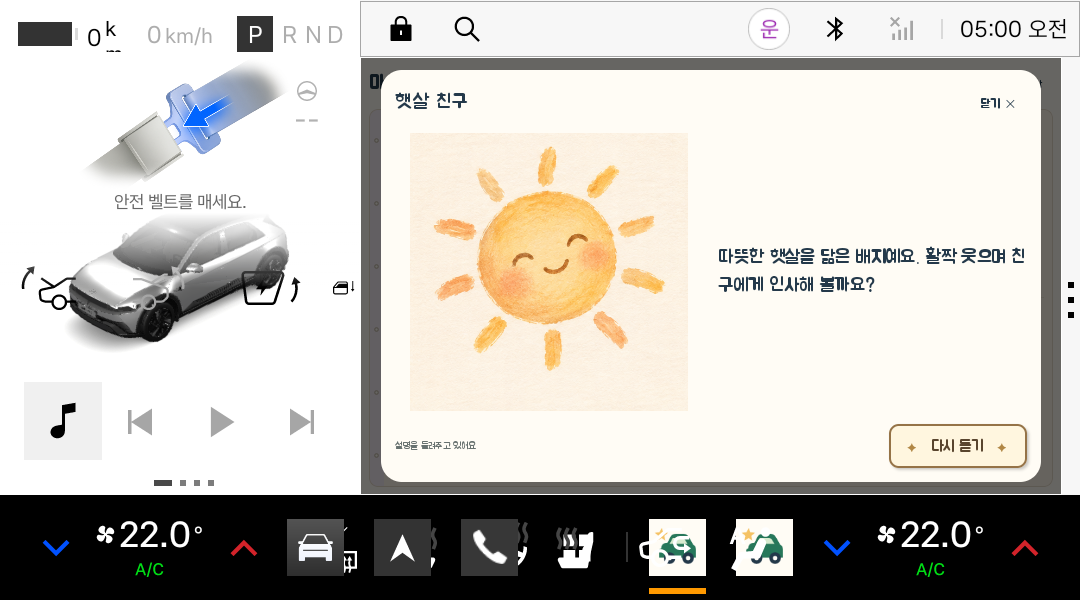 0 km
0 km/h
P R N D
운
05:00 오전
안전 벨트를 매세요.
햇살 친구
닫기 ×
따뜻한 햇살을 닮은 배지예요. 활짝 웃으며 친
구에게 인사해 볼까요?
설명을 들려주고 있어요
다시 듣기
22.0°
A/C
22.0°
A/C